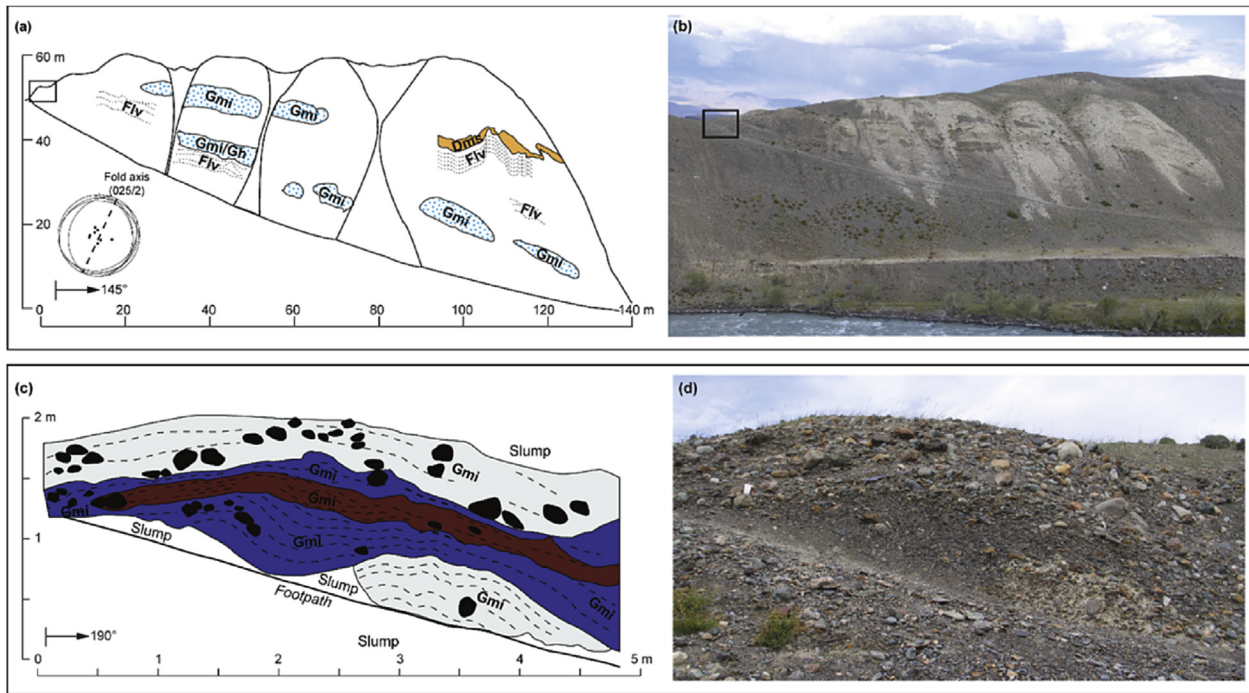 (a)
60 m
40
20
0
Flv
Gmi
Gmi
Gmi/Gh
Flv
Gmi
Dms
Flv
Flv
Gmi
Gmi
Fold axis
(025/2)
145°
0 20 40 60 80 100 120 140 m
(b)
(c)
2 m
1
0 1 2 3 4 5 m
Slump
Gmi
Gmi
Gmi
Gmi
Gmi
Gmi
Gmi
Slump
Slump
Footpath
Slump
190°
(d)